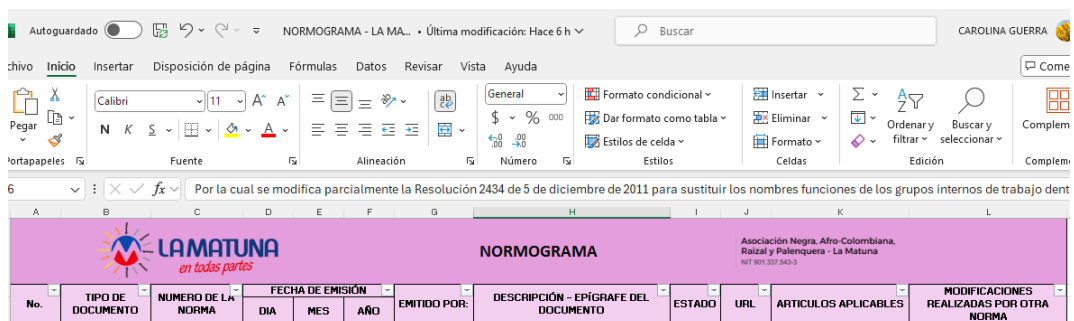 Autoguardado NORMOGRAMA - LA MA... • Última modificación: Hace 6 h Buscar CAROLINA GUERRA
chivo Inicio Insertar Disposición de página Fórmulas Datos Revisar Vista Ayuda Come
Pegar
Calibri 11 A^ A˅
N K S A
ab
General
$ % 000
Formato condicional
Dar formato como tabla
Estilos de celda
Insertar
Eliminar
Formato
Ordenar y filtrar
Buscar y seleccionar
Complem
Portapapeles Fuente Alineación Número Estilos Celdas Edición Complem
6 fx Por la cual se modifica parcialmente la Resolución 2434 de 5 de diciembre de 2011 para sustituir los nombres funciones de los grupos internos de trabajo dent
A B C D E F G H I J K L
LA MATUNA
en todas partes
NORMOGRAMA
Asociación Negra, Afro-Colombiana,
Raizal y Palenquera - La Matuna
NIT 901.337.543-3
No. TIPO DE DOCUMENTO NUMERO DE LA NORMA FECHA DE EMISIÓN EMITIDO POR: DESCRIPCIÓN - EPÍGRAFE DEL DOCUMENTO ESTADO URL ARTICULOS APLICABLES MODIFICACIONES REALIZADAS POR OTRA NORMA
DIA MES AÑO